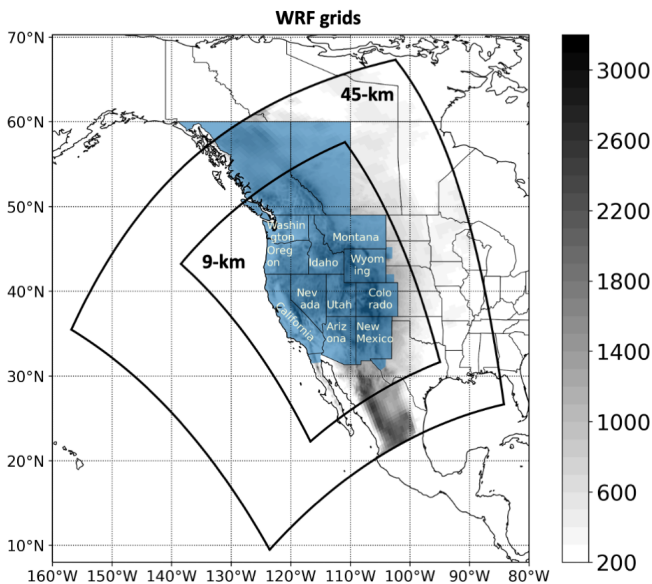 WRF grids
70°N
60°N
50°N
40°N
30°N
20°N
10°N
160°W 140°W 130°W 120°W 110°W 100°W 90°W 80°W
45-km
9-km
Washin
gton
Montana
Oreg
on
Idaho
Wyom
ing
Nev
ada
Utah
Colo
rado
California
Ariz
ona
New
Mexico
3000
2600
2200
1800
1400
1000
600
200